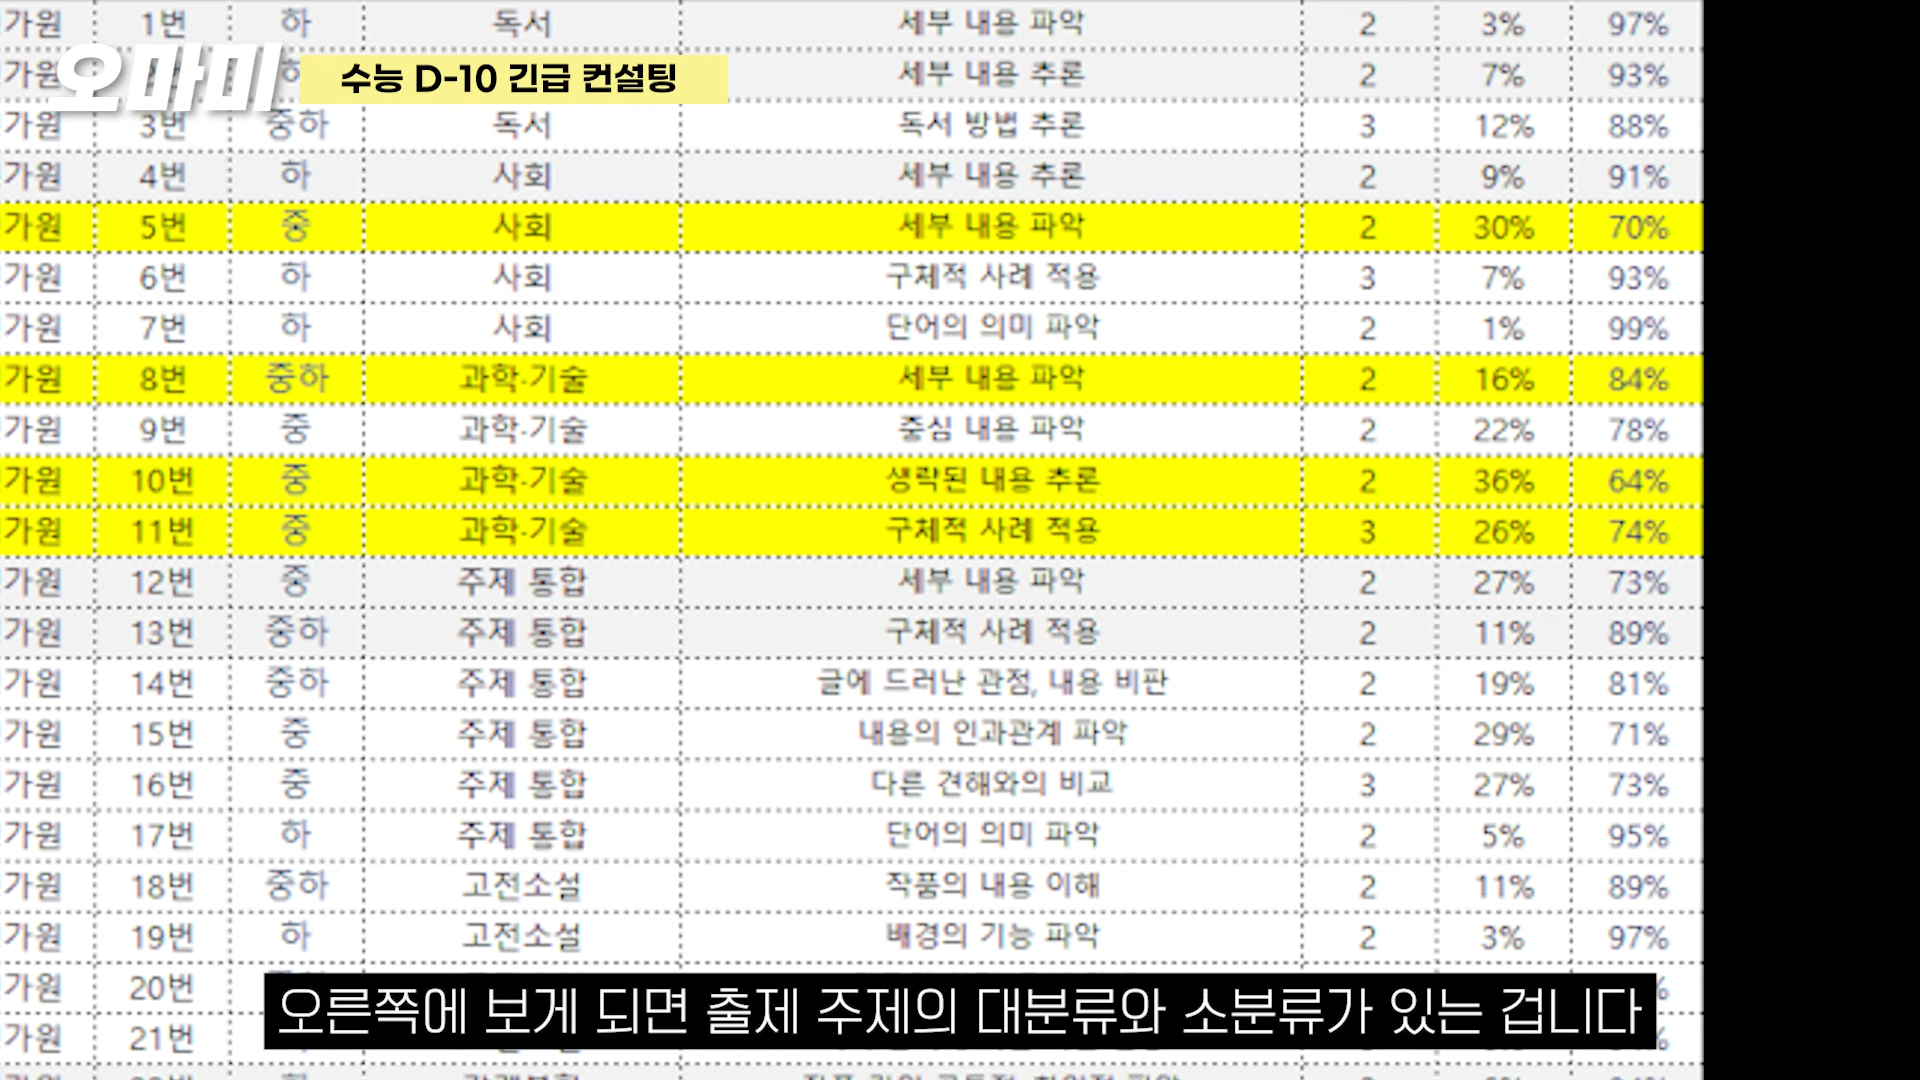 가원 1번 하 독서 세부 내용 파악 2 3% 97%
오마미
수능 D-10 긴급 컨설팅
가원 세부 내용 추론 2 7% 93%
가원 3번 중하 독서 독서 방법 추론 3 12% 88%
가원 4번 하 사회 세부 내용 추론 2 9% 91%
가원 5번 중 사회 세부 내용 파악 2 30% 70%
가원 6번 하 사회 구체적 사례 적용 3 7% 93%
가원 7번 하 사회 단어의 의미 파악 2 1% 99%
가원 8번 중하 과학·기술 세부 내용 파악 2 16% 84%
가원 9번 중 과학·기술 중심 내용 파악 2 22% 78%
가원 10번 중 과학·기술 생략된 내용 추론 2 36% 64%
가원 11번 중 과학·기술 구체적 사례 적용 3 26% 74%
가원 12번 중 주제 통합 세부 내용 파악 2 27% 73%
가원 13번 중하 주제 통합 구체적 사례 적용 2 11% 89%
가원 14번 중하 주제 통합 글에 드러난 관점, 내용 비판 2 19% 81%
가원 15번 중 주제 통합 내용의 인과관계 파악 2 29% 71%
가원 16번 중 주제 통합 다른 견해와의 비교 3 27% 73%
가원 17번 하 주제 통합 단어의 의미 파악 2 5% 95%
가원 18번 중하 고전소설 작품의 내용 이해 2 11% 89%
가원 19번 하 고전소설 배경의 기능 파악 2 3% 97%
가원 20번
가원 21번
오른쪽에 보게 되면 출제 주제의 대분류와 소분류가 있는 겁니다